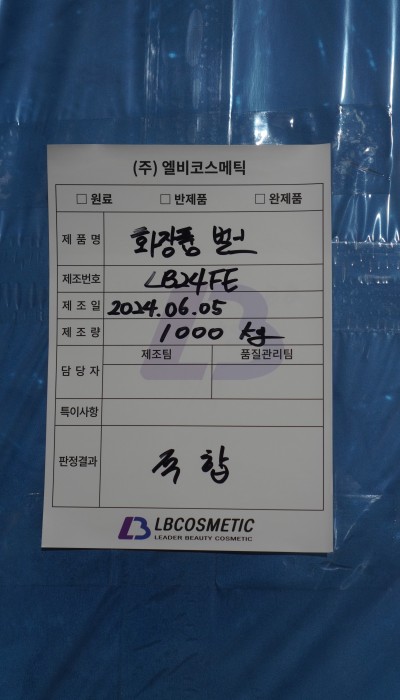 (주) 엘비코스메틱
☐ 원료 ☐ 반제품 ☐ 완제품
제 품 명 화장품 벌크
제조번호 LB24FE
제 조 일 2024.06.05
제 조 량 1000 kg
담 당 자 제조팀 품질관리팀
특이사항
판정결과 적 합
LBCOSMETIC
LEADER BEAUTY COSMETIC